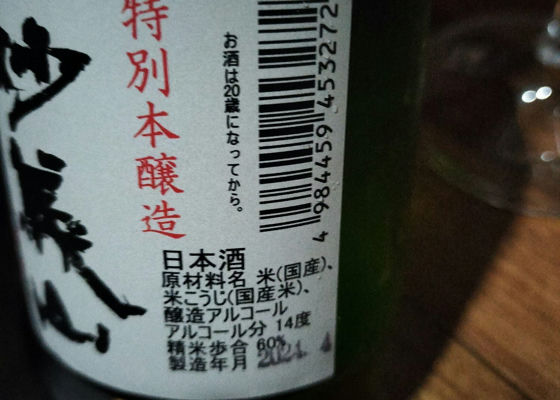 特別本醸造
お酒は20歳になってから。
4 984459 453272
日本酒
原材料名 米(国産)、
米こうじ(国産米)、
醸造アルコール
アルコール分 14度
精米歩合 60%
製造年月 2024. 4